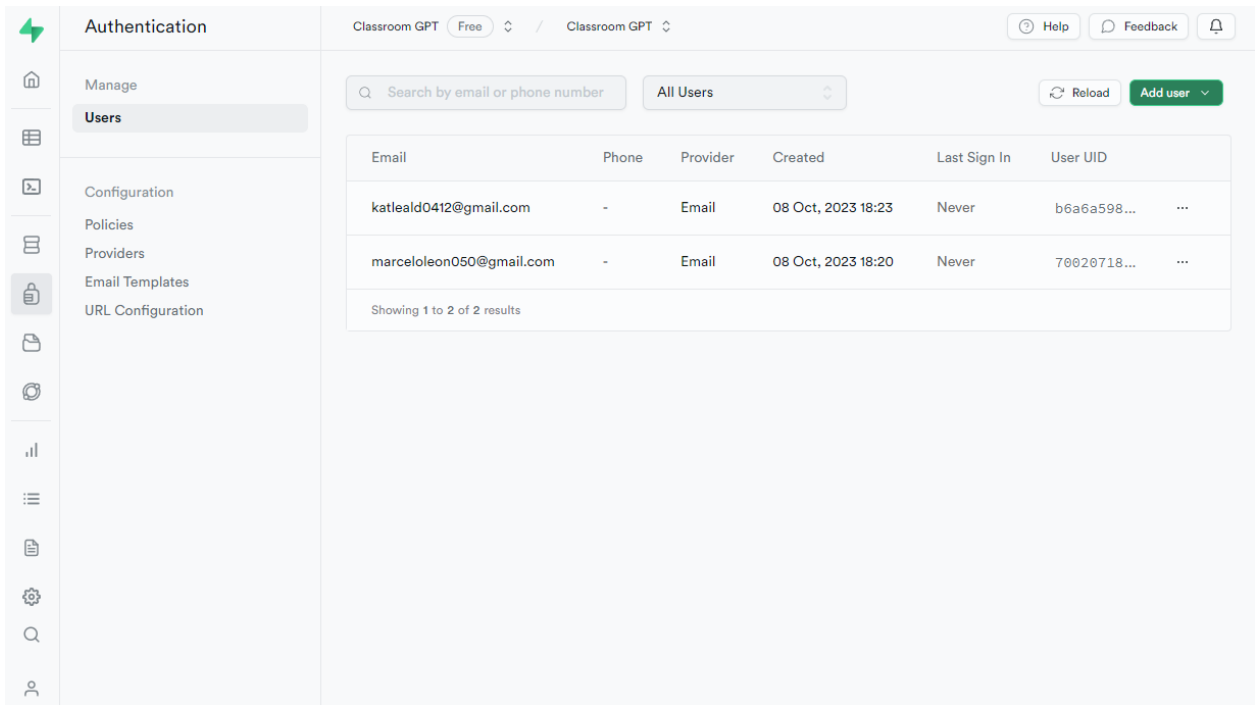 Authentication
Classroom GPT Free / Classroom GPT
Help
Feedback
Manage
Users
Configuration
Policies
Providers
Email Templates
URL Configuration
Search by email or phone number
All Users
Reload
Add user
Email Phone Provider Created Last Sign In User UID
katleald0412@gmail.com - Email 08 Oct, 2023 18:23 Never b6a6a598...
marceloleon050@gmail.com - Email 08 Oct, 2023 18:20 Never 70020718...
Showing 1 to 2 of 2 results